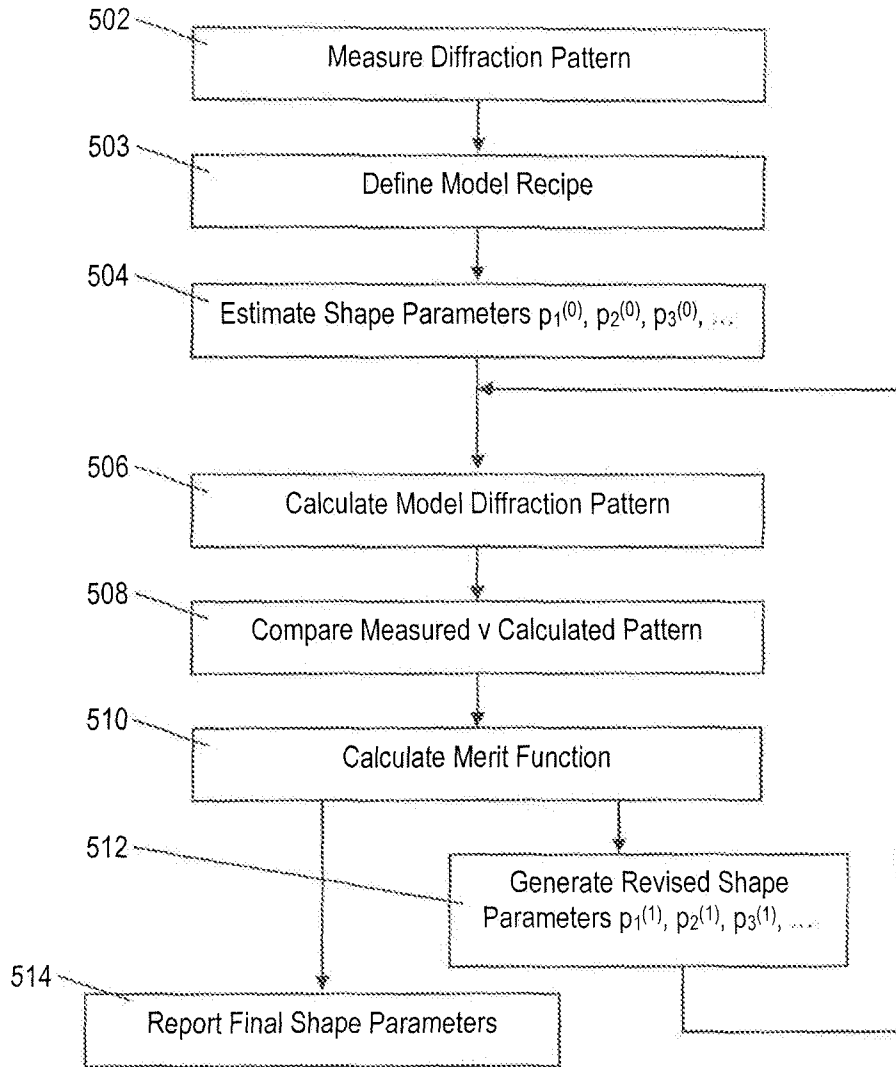 502
Measure Diffraction Pattern
503
Define Model Recipe
504
Estimate Shape Parameters p₁⁽⁰⁾, p₂⁽⁰⁾, p₃⁽⁰⁾, ...
506
Calculate Model Diffraction Pattern
508
Compare Measured v Calculated Pattern
510
Calculate Merit Function
512
Generate Revised Shape
Parameters p₁⁽¹⁾, p₂⁽¹⁾, p₃⁽¹⁾, ...
514
Report Final Shape Parameters